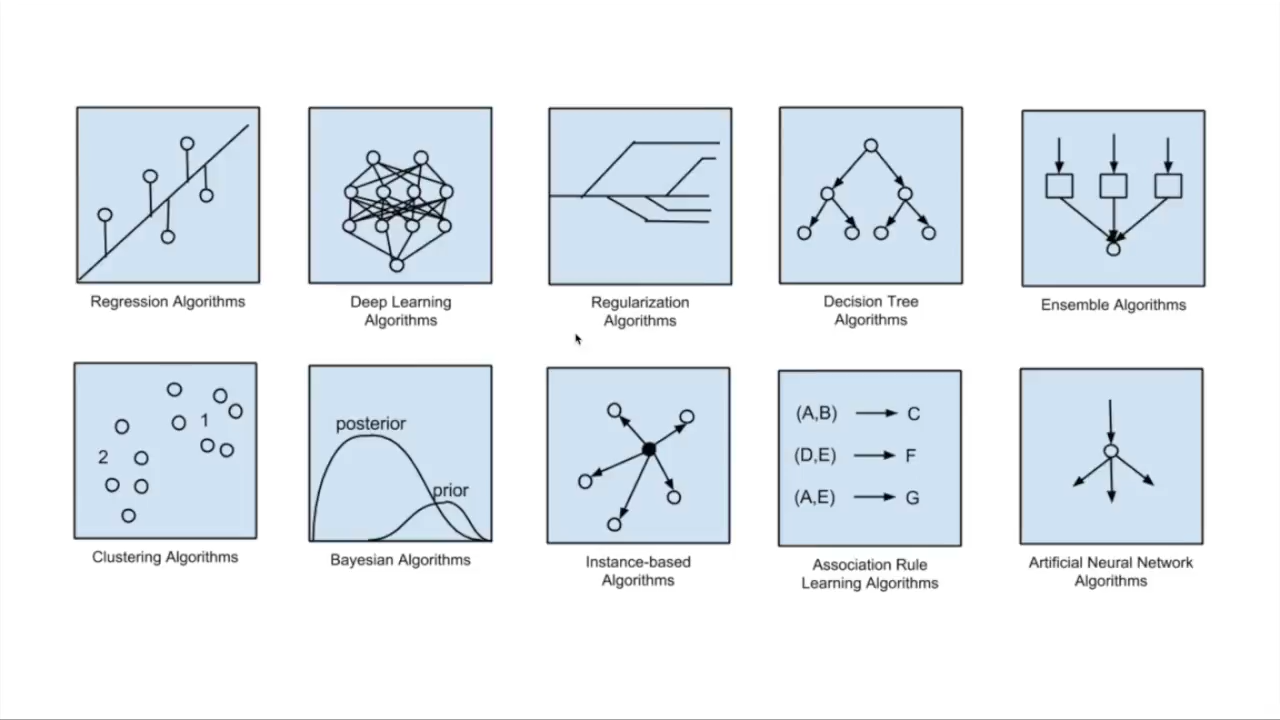 Regression Algorithms
Deep Learning
Algorithms
Regularization
Algorithms
Decision Tree
Algorithms
Ensemble Algorithms
1
2
Clustering Algorithms
posterior
prior
Bayesian Algorithms
Instance-based
Algorithms
(A,B) C
(D,E) F
(A,E) G
Association Rule
Learning Algorithms
Artificial Neural Network
Algorithms